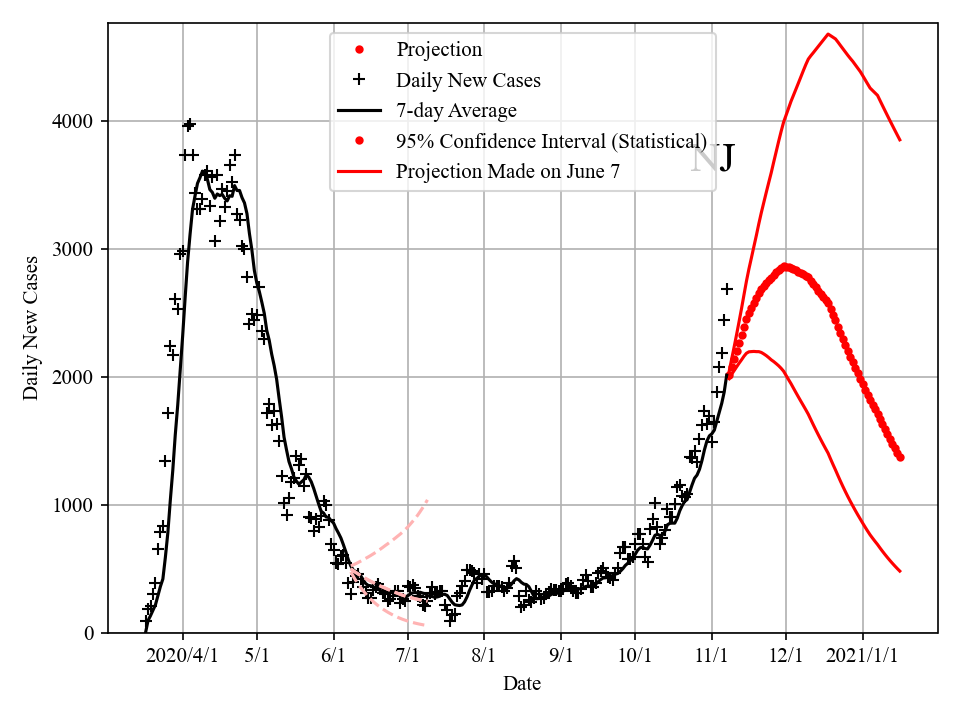 Projection
Daily New Cases
7-day Average
95% Confidence Interval (Statistical)
Projection Made on June 7
NJ
Daily New Cases
4000
3000
2000
1000
0
2020/4/1 5/1 6/1 7/1 8/1 9/1 10/1 11/1 12/1 2021/1/1
Date